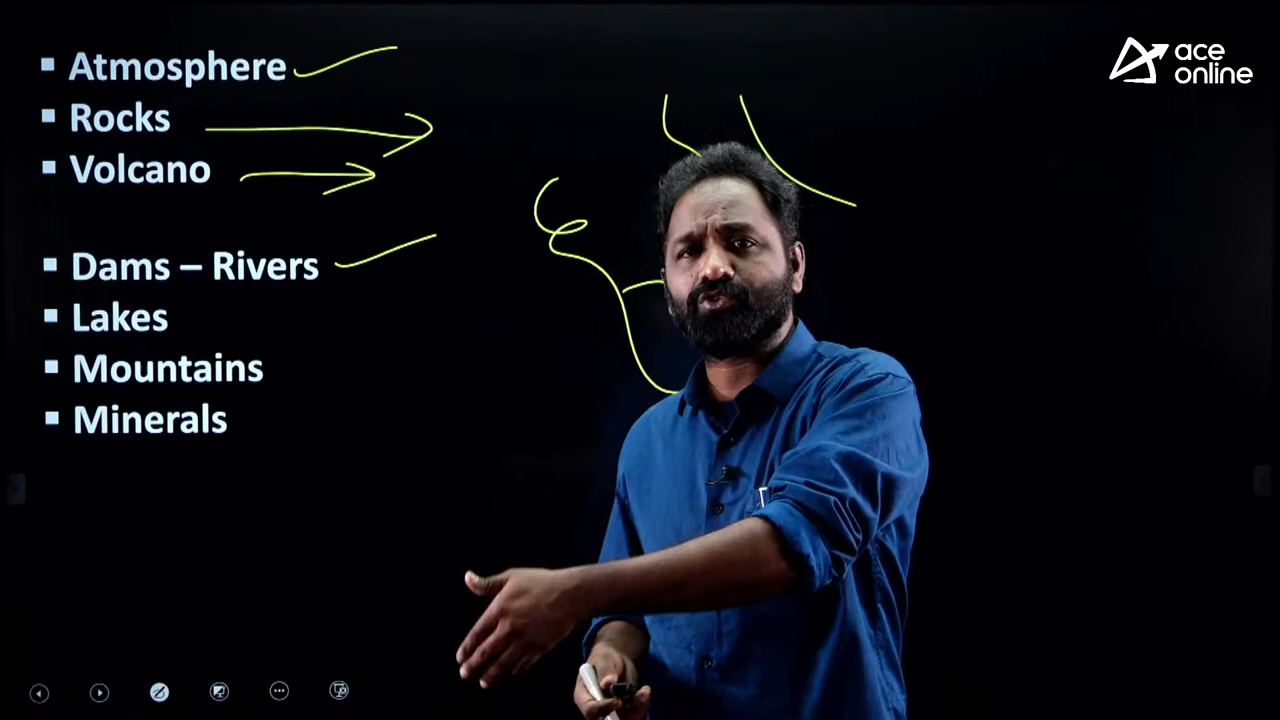 ▪ Atmosphere
▪ Rocks
▪ Volcano
▪ Dams – Rivers
▪ Lakes
▪ Mountains
▪ Minerals
ace
online